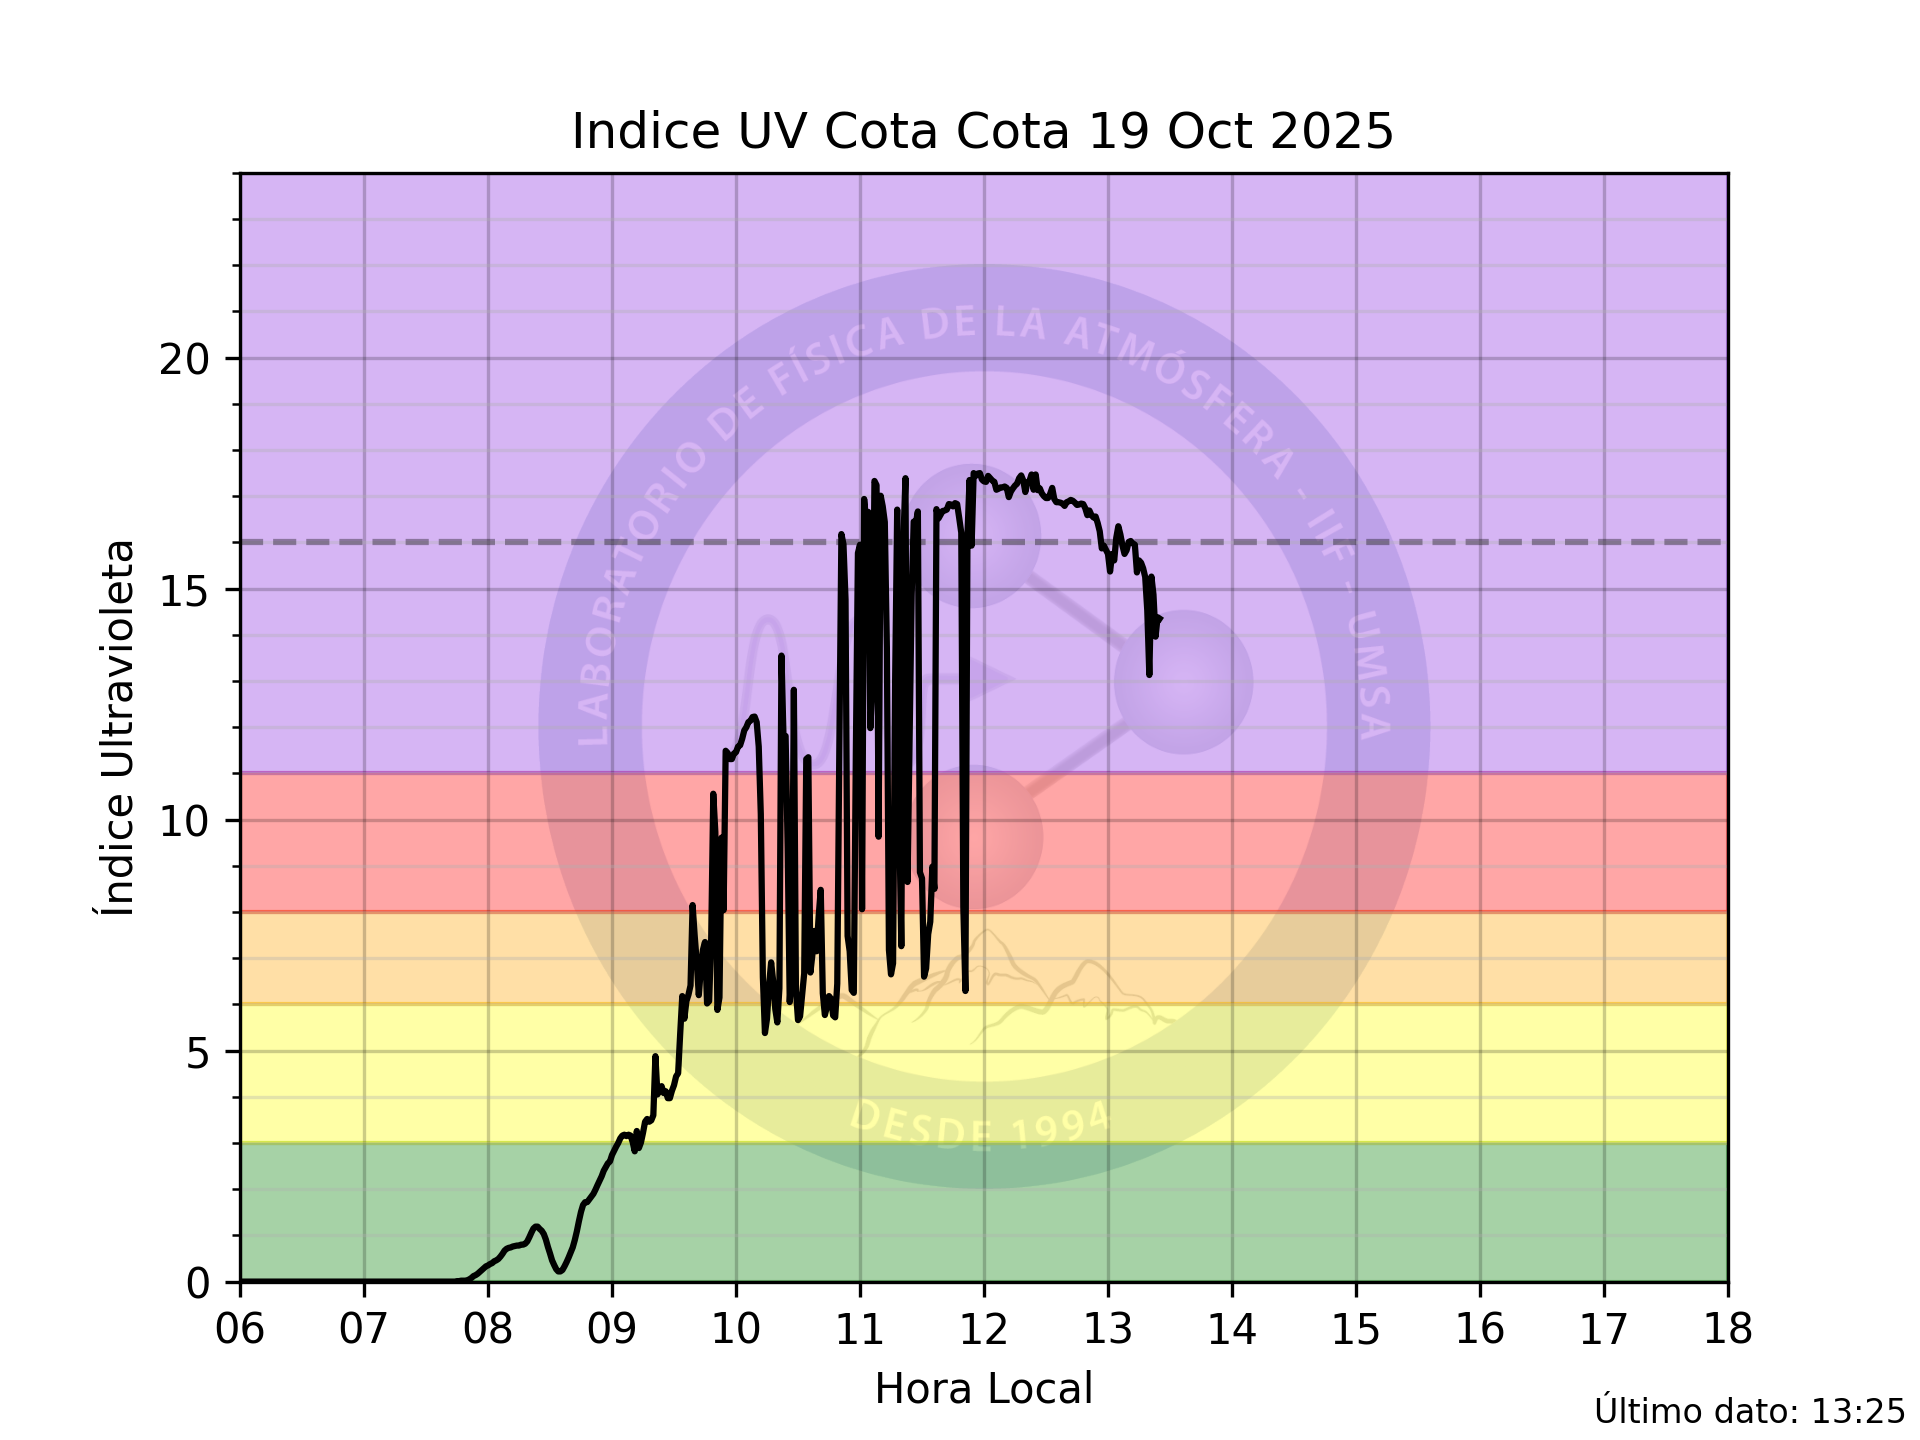 Indice UV Cota Cota 19 Oct 2025
Índice Ultravioleta
20
15
10
5
0
LABORATORIO DE FÍSICA DE LA ATMÓSFERA - IIF - UMSA
DESDE 1994
06 07 08 09 10 11 12 13 14 15 16 17 18
Hora Local
Último dato: 13:25